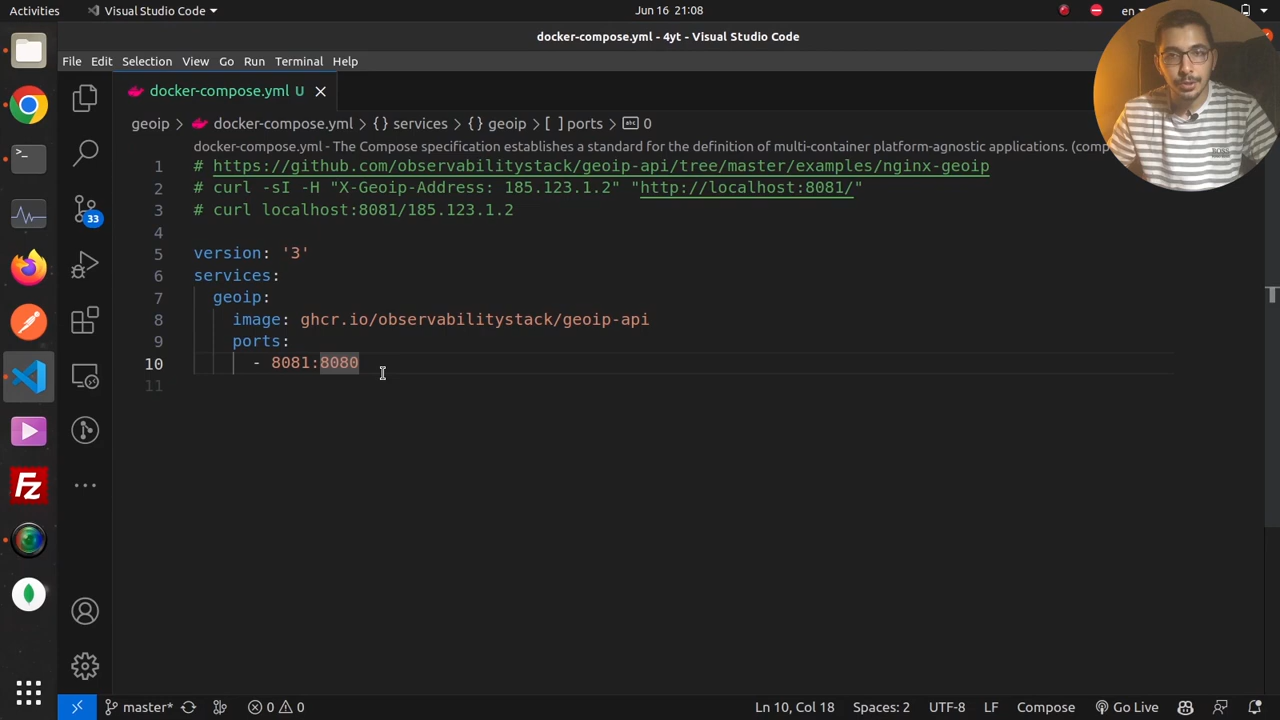 Activities
Visual Studio Code
Jun 16 21:08
en
docker-compose.yml - 4yt - Visual Studio Code
File Edit Selection View Go Run Terminal Help
docker-compose.yml U
geoip > docker-compose.yml > {} services > {} geoip > [ ] ports > abc 0
docker-compose.yml - The Compose specification establishes a standard for the definition of multi-container platform-agnostic applications. (comp
1 # https://github.com/observabilitystack/geoip-api/tree/master/examples/nginx-geoip
2 # curl -sI -H "X-Geoip-Address: 185.123.1.2" "http://localhost:8081/"
3 # curl localhost:8081/185.123.1.2
4
5 version: '3'
6 services:
7 geoip:
8 image: ghcr.io/observabilitystack/geoip-api
9 ports:
10 - 8081:8080
11
33
Fz
master* 0 0
Ln 10, Col 18 Spaces: 2 UTF-8 LF Compose Go Live